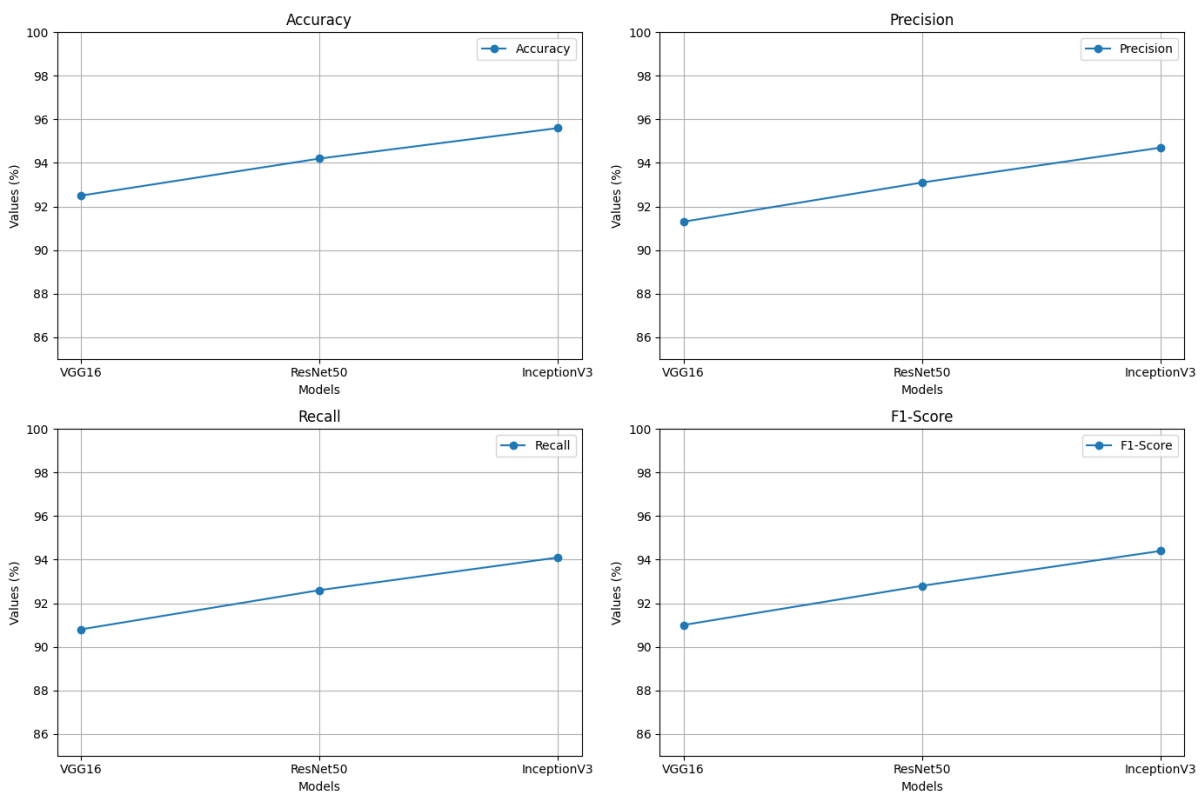 Accuracy
Accuracy
100
98
96
94
92
90
88
86
Values (%)
VGG16 ResNet50 InceptionV3
Models
Precision
Precision
100
98
96
94
92
90
88
86
Values (%)
VGG16 ResNet50 InceptionV3
Models
Recall
Recall
100
98
96
94
92
90
88
86
Values (%)
VGG16 ResNet50 InceptionV3
Models
F1-Score
F1-Score
100
98
96
94
92
90
88
86
Values (%)
VGG16 ResNet50 InceptionV3
Models